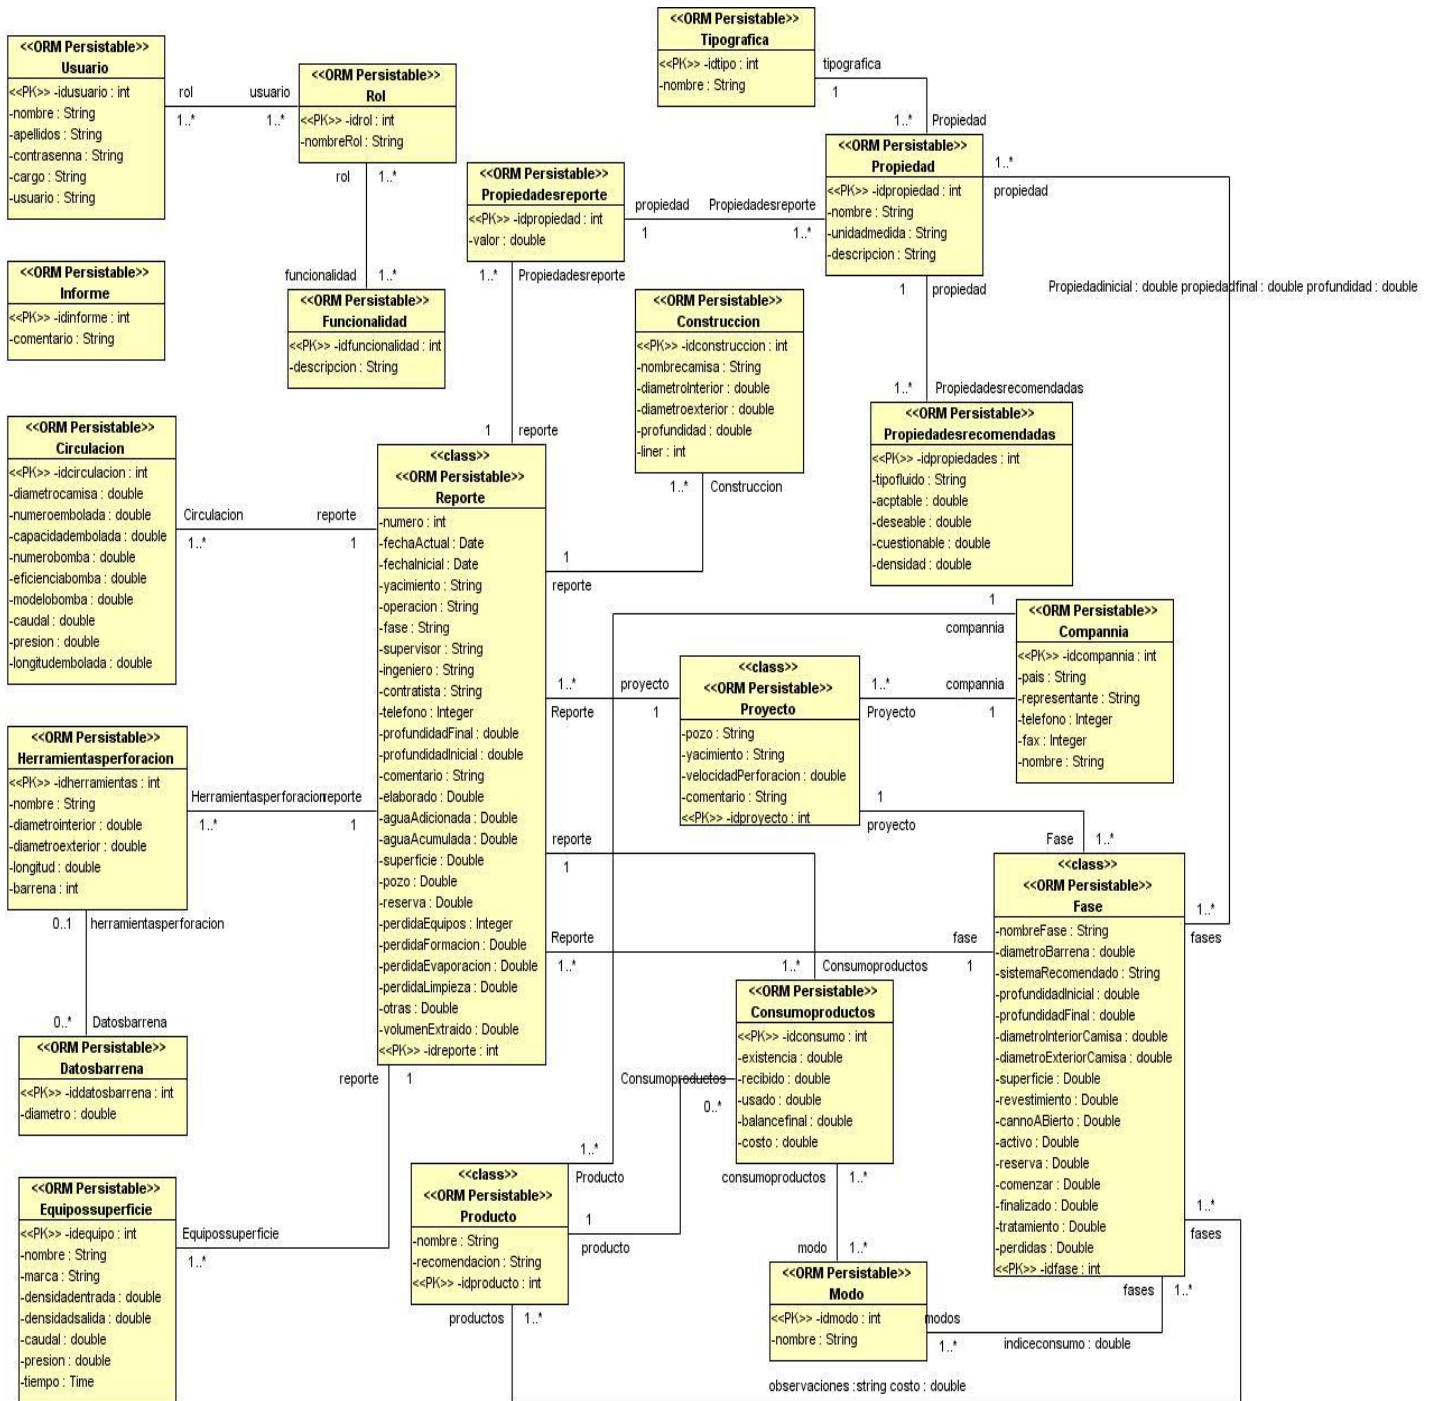 <<ORM Persistable>>
Tipografica
<<PK>> -idtipo : int
-nombre : String
tipografica
1
1..*
Propiedad
<<ORM Persistable>>
Usuario
<<PK>> -idusuario : int
-nombre : String
-apellidos : String
-contrasenna : String
-cargo : String
-usuario : String
rol
usuario
1..*
1..*
<<ORM Persistable>>
Rol
<<PK>> -idrol : int
-nombreRol : String
rol
1..*
<<ORM Persistable>>
Propiedadesreporte
<<PK>> -idpropiedad : int
-valor : double
propiedad
Propiedadesreporte
1
1..*
<<ORM Persistable>>
Propiedad
<<PK>> -idpropiedad : int
-nombre : String
-unidadmedida : String
-descripcion : String
1..*
propiedad
<<ORM Persistable>>
Informe
<<PK>> -idinforme : int
-comentario : String
funcionalidad
1..*
<<ORM Persistable>>
Funcionalidad
<<PK>> -idfuncionalidad : int
-descripcion : String
1..*
Propiedadesreporte
<<ORM Persistable>>
Construccion
<<PK>> -idconstruccion : int
-nombrecamisa : String
-diametroInterior : double
-diametroexterior : double
-profundidad : double
-liner : int
1
propiedad
Propiedadinicial : double propiedadfinal : double profundidad : double
1..*
Propiedadesrecomendadas
<<ORM Persistable>>
Propiedadesrecomendadas
<<PK>> -idpropiedades : int
-tipofluido : String
-acptable : double
-deseable : double
-cuestionable : double
-densidad : double
<<ORM Persistable>>
Circulacion
<<PK>> -idcirculacion : int
-diametrocamisa : double
-numeroembolada : double
-capacidadembolada : double
-numerobomba : double
-eficienciabomba : double
-modelobomba : double
-caudal : double
-presion : double
-longitudembolada : double
Circulacion
reporte
1..*
1
1
reporte
<<class>>
<<ORM Persistable>>
Reporte
-numero : int
-fechaActual : Date
-fechaInicial : Date
-yacimiento : String
-operacion : String
-fase : String
-supervisor : String
-ingeniero : String
-contratista : String
-telefono : Integer
-profundidadFinal : double
-profundidadInicial : double
-comentario : String
-elaborado : Double
-aguaAdicionada : Double
-aguaAcumulada : Double
-superficie : Double
-pozo : Double
-reserva : Double
-perdidaEquipos : Integer
-perdidaFormacion : Double
-perdidaEvaporacion : Double
-perdidaLimpieza : Double
-otras : Double
-volumenExtraido : Double
<<PK>> -idreporte : int
1..*
Construccion
1
reporte
1
compannia
<<ORM Persistable>>
Compannia
<<PK>> -idcompannia : int
-pais : String
-representante : String
-telefono : Integer
-fax : Integer
-nombre : String
1..*
proyecto
Reporte
1
<<class>>
<<ORM Persistable>>
Proyecto
-pozo : String
-yacimiento : String
-velocidadPerforacion : double
-comentario : String
<<PK>> -idproyecto : int
1..*
compannia
Proyecto
1
<<ORM Persistable>>
Herramientasperforacion
<<PK>> -idherramientas : int
-nombre : String
-diametrointerior : double
-diametroexterior : double
-longitud : double
-barrena : int
Herramientasperforacion
reporte
1..*
1
1
proyecto
Fase
1..*
reporte
1
<<class>>
<<ORM Persistable>>
Fase
-nombreFase : String
-diametroBarrena : double
-sistemaRecomendado : String
-profundidadInicial : double
-profundidadFinal : double
-diametroInteriorCamisa : double
-diametroExteriorCamisa : double
-superficie : Double
-revestimiento : Double
-cannoABierto : Double
-activo : Double
-reserva : Double
-comenzar : Double
-finalizado : Double
-tratamiento : Double
-perdidas : Double
<<PK>> -idfase : int
1..*
fases
0..1
herramientasperforacion
Reporte
fase
1..*
1
1..*
Consumoproductos
<<ORM Persistable>>
Consumoproductos
<<PK>> -idconsumo : int
-existencia : double
-recibido : double
-usado : double
-balancefinal : double
-costo : double
0..*
Datosbarrena
<<ORM Persistable>>
Datosbarrena
<<PK>> -iddatosbarrena : int
-diametro : double
reporte
1
Consumoproductos
0..*
1..*
Producto
consumoproductos
1..*
<<class>>
<<ORM Persistable>>
Producto
-nombre : String
-recomendacion : String
<<PK>> -idproducto : int
1
producto
<<ORM Persistable>>
Equipossuperficie
<<PK>> -idequipo : int
-nombre : String
-marca : String
-densidadentrada : double
-densidadsalida : double
-caudal : double
-presion : double
-tiempo : Time
Equipossuperficie
1..*
1..*
fases
modo
1..*
<<ORM Persistable>>
Modo
<<PK>> -idmodo : int
-nombre : String
fases
1..*
modos
1..*
indiceconsumo : double
productos
1..*
observaciones :string costo : double